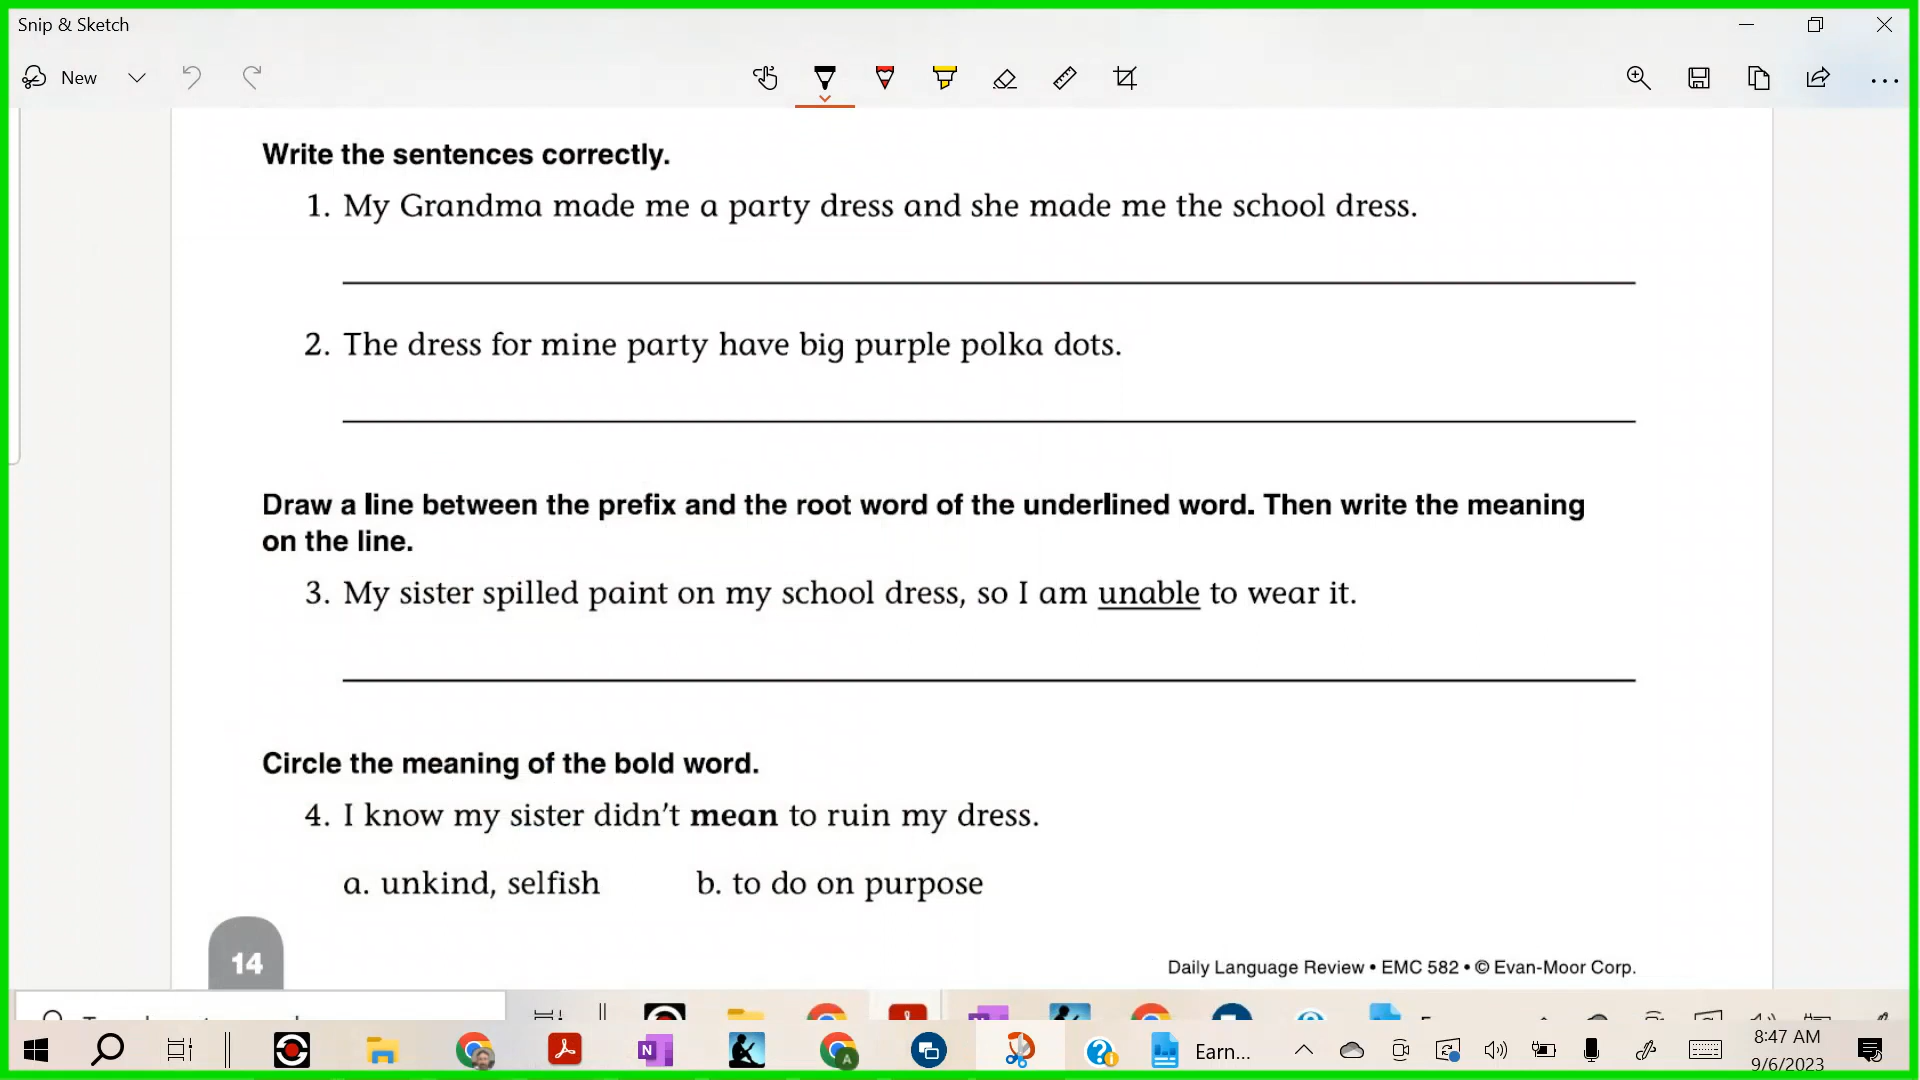 Snip & Sketch
New
Write the sentences correctly.
1. My Grandma made me a party dress and she made me the school dress.
2. The dress for mine party have big purple polka dots.
Draw a line between the prefix and the root word of the underlined word. Then write the meaning
on the line.
3. My sister spilled paint on my school dress, so I am unable to wear it.
Circle the meaning of the bold word.
4. I know my sister didn't mean to ruin my dress.
a. unkind, selfish b. to do on purpose
14
Daily Language Review • EMC 582 • © Evan-Moor Corp.
Earn...
8:47 AM
9/6/2023